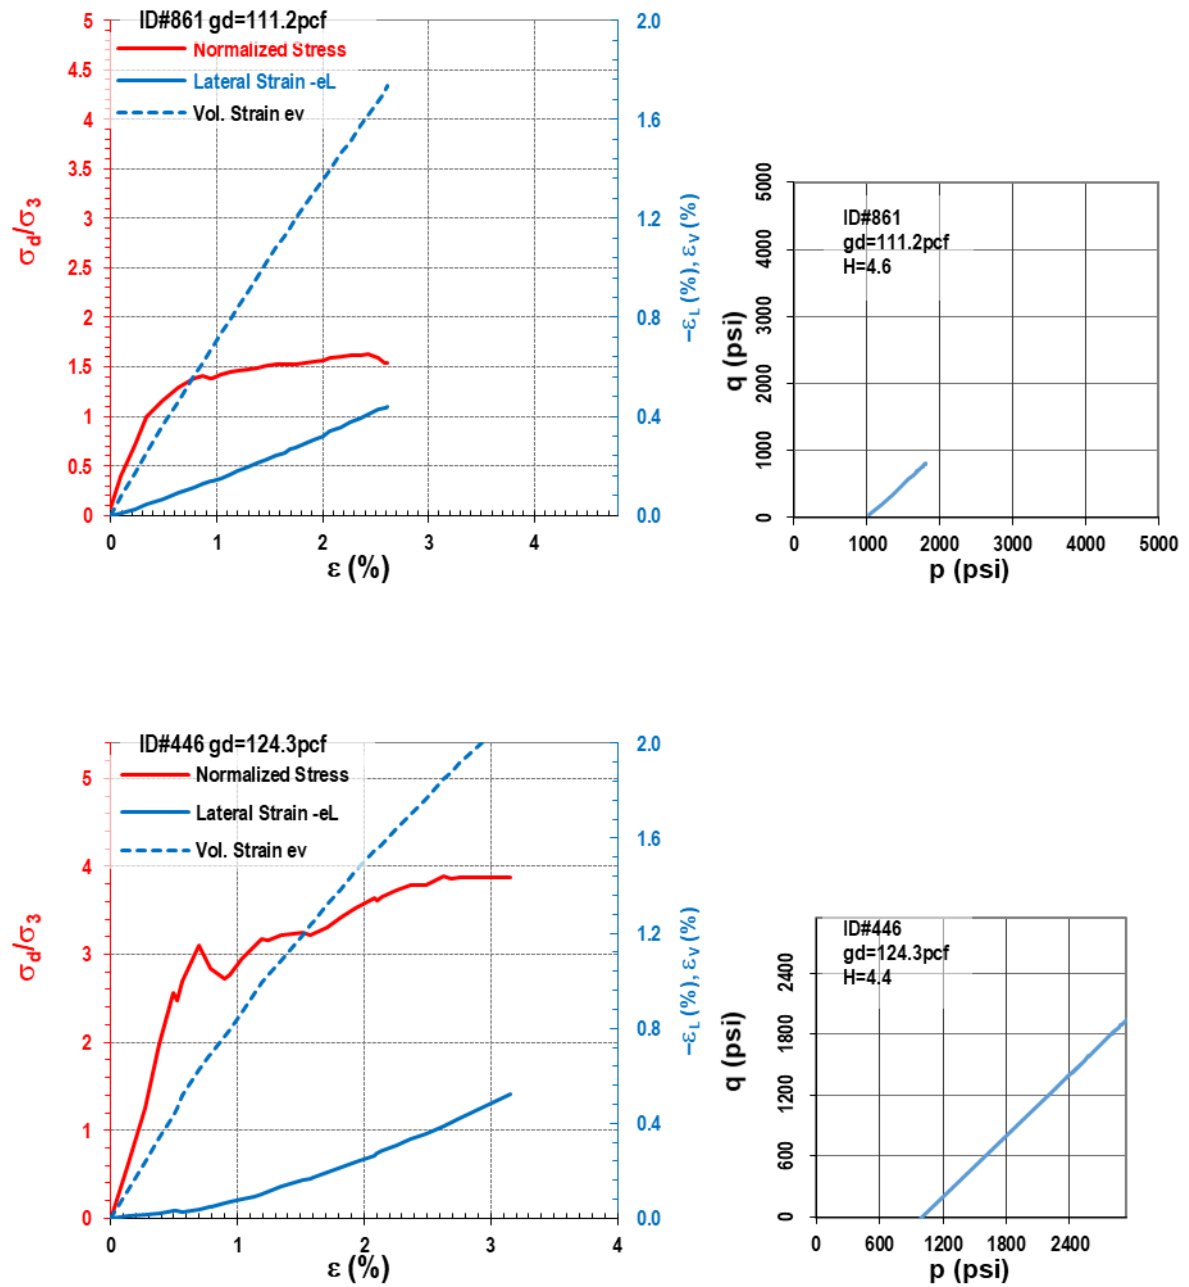 ID#861 gd=111.2pcf
Normalized Stress
Lateral Strain -eL
Vol. Strain ev
5
4.5
4
3.5
3
2.5
2
1.5
1
0.5
0
σd/σ3
2.0
1.6
1.2
0.8
0.4
0.0
−εL (%), εV (%)
0 1 2 3 4
ε (%)
ID#861
gd=111.2pcf
H=4.6
5000
4000
3000
2000
1000
0
q (psi)
0 1000 2000 3000 4000 5000
p (psi)
ID#446 gd=124.3pcf
Normalized Stress
Lateral Strain -eL
Vol. Strain ev
5
4
3
2
1
0
σd/σ3
2.0
1.6
1.2
0.8
0.4
0.0
−εL (%), εV (%)
0 1 2 3 4
ε (%)
ID#446
gd=124.3pcf
H=4.4
2400
1800
1200
600
0
q (psi)
0 600 1200 1800 2400
p (psi)